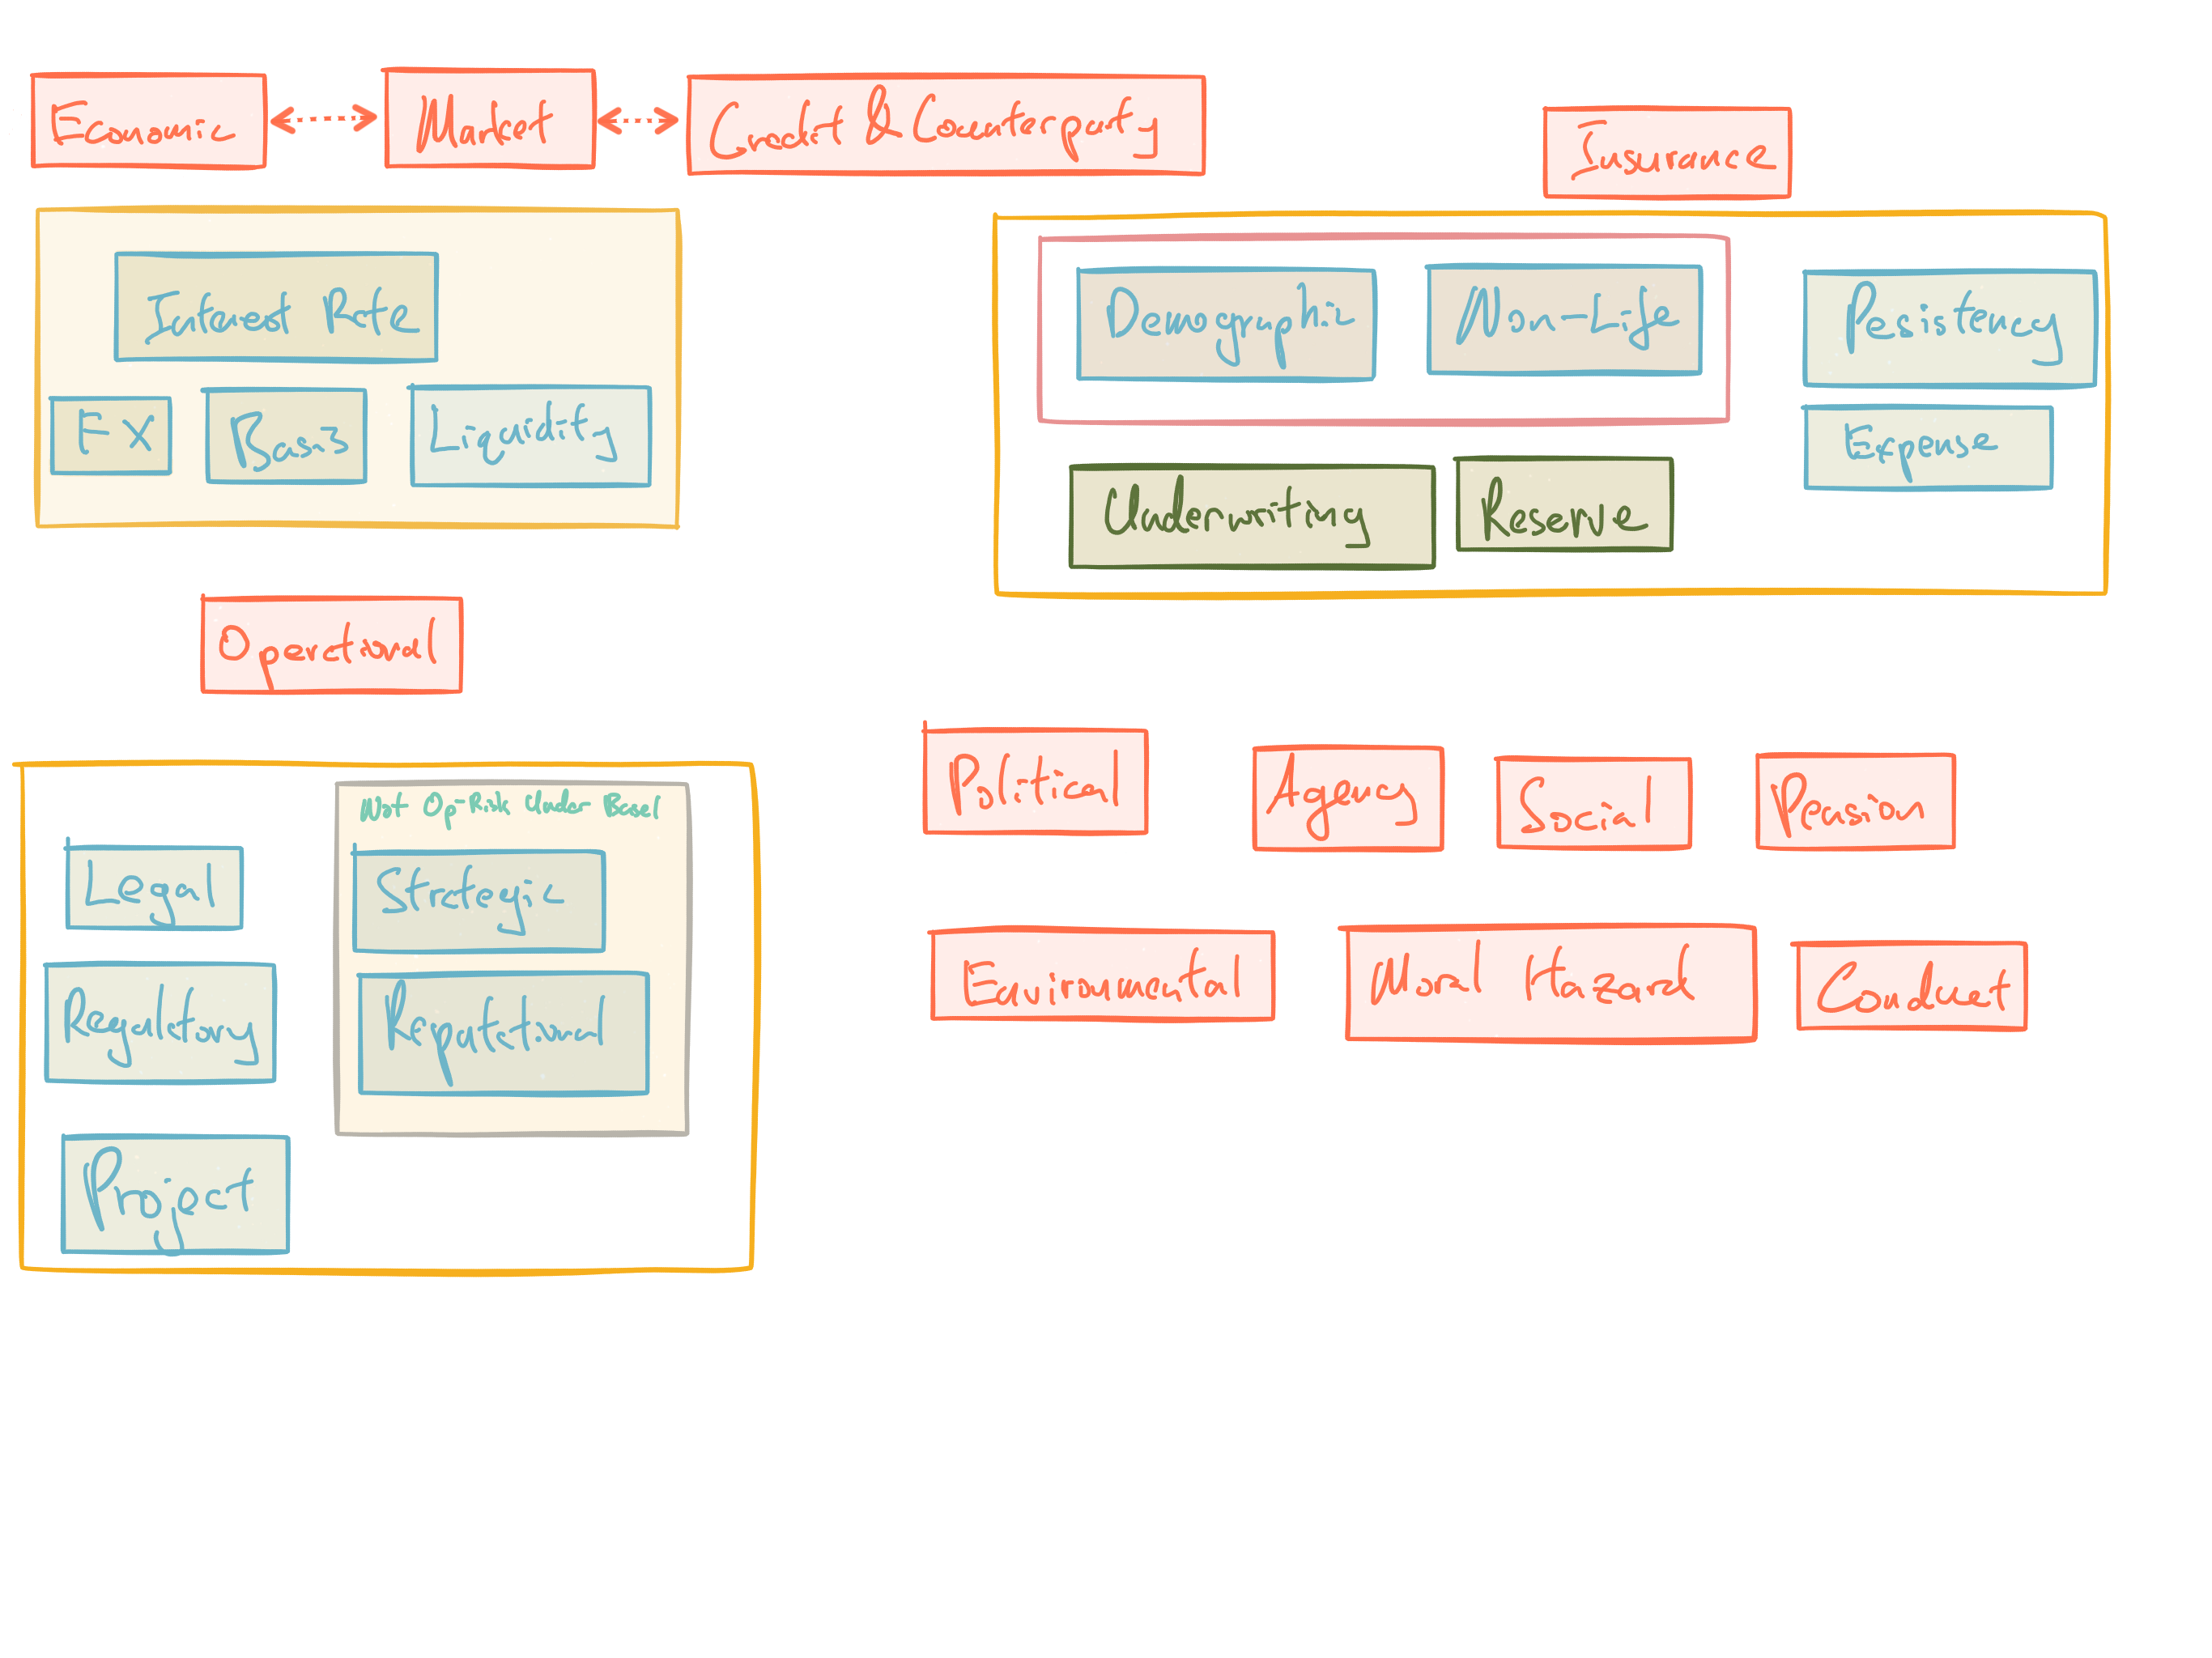 Economic
Market
Credit & Counterparty
Insurance
Interest Rate
FX
Basis
Liquidity
Demographic
Non-Life
Persistency
Expense
Underwriting
Reserve
Operational
Political
Agency
Social
Pension
Not Op-Risk under Basel
Legal
Strategic
Regulatory
Reputational
Project
Environmental
Moral Hazard
Conduct